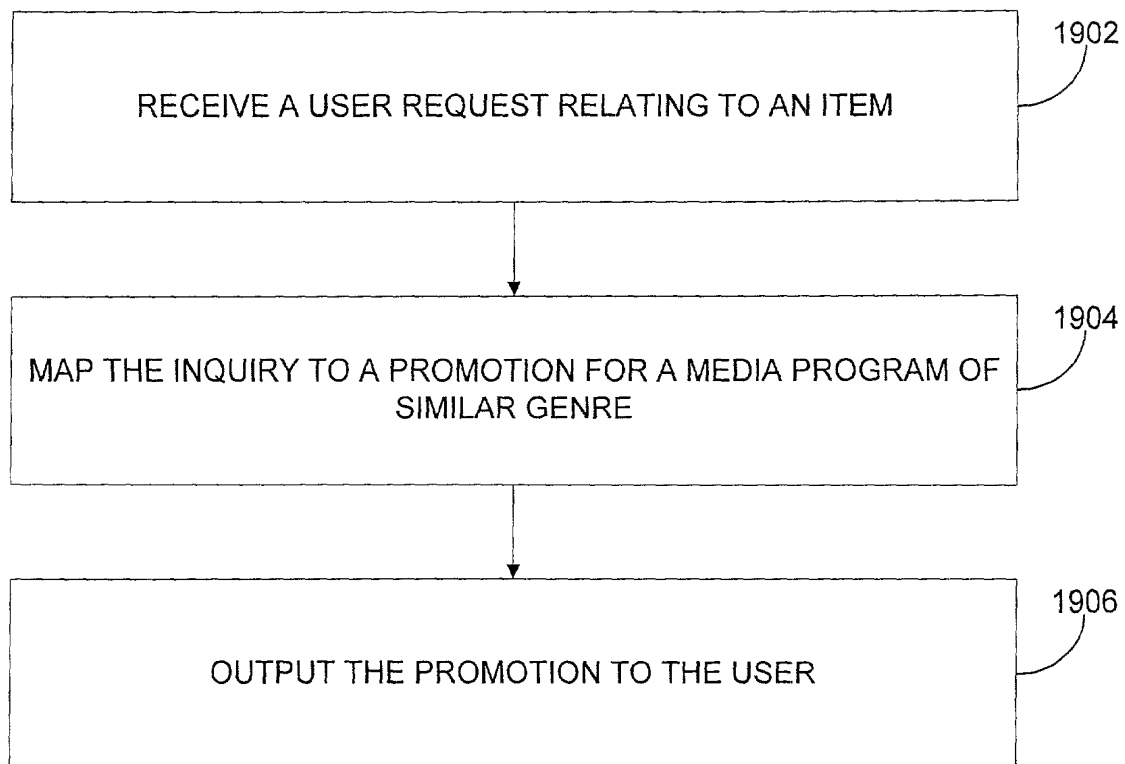 1902
RECEIVE A USER REQUEST RELATING TO AN ITEM
1904
MAP THE INQUIRY TO A PROMOTION FOR A MEDIA PROGRAM OF
SIMILAR GENRE
1906
OUTPUT THE PROMOTION TO THE USER